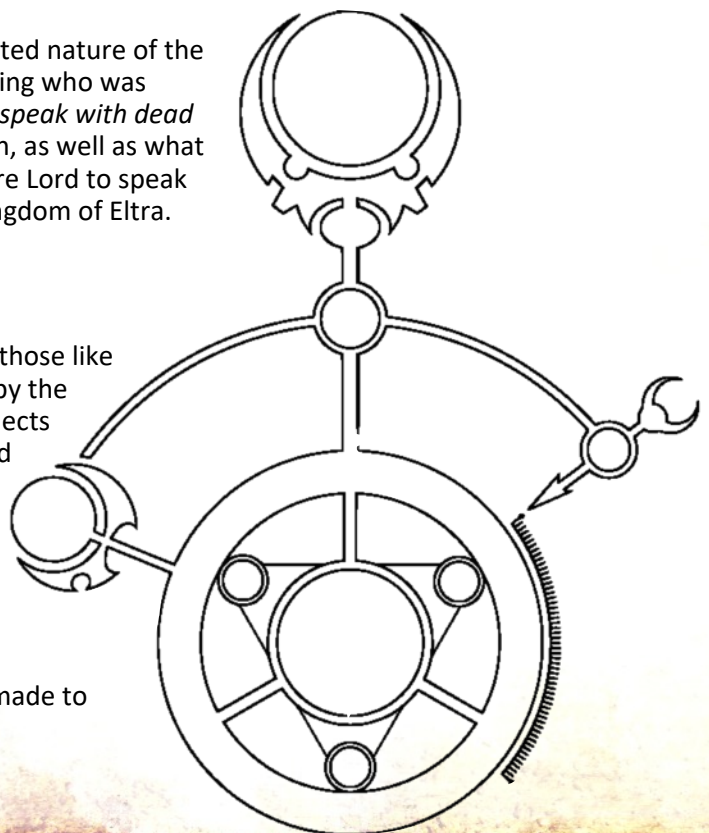 ted nature of the
ing who was
speak with dead
n, as well as what
re Lord to speak
ngdom of Eltra.
those like
by the
ects
d
made to